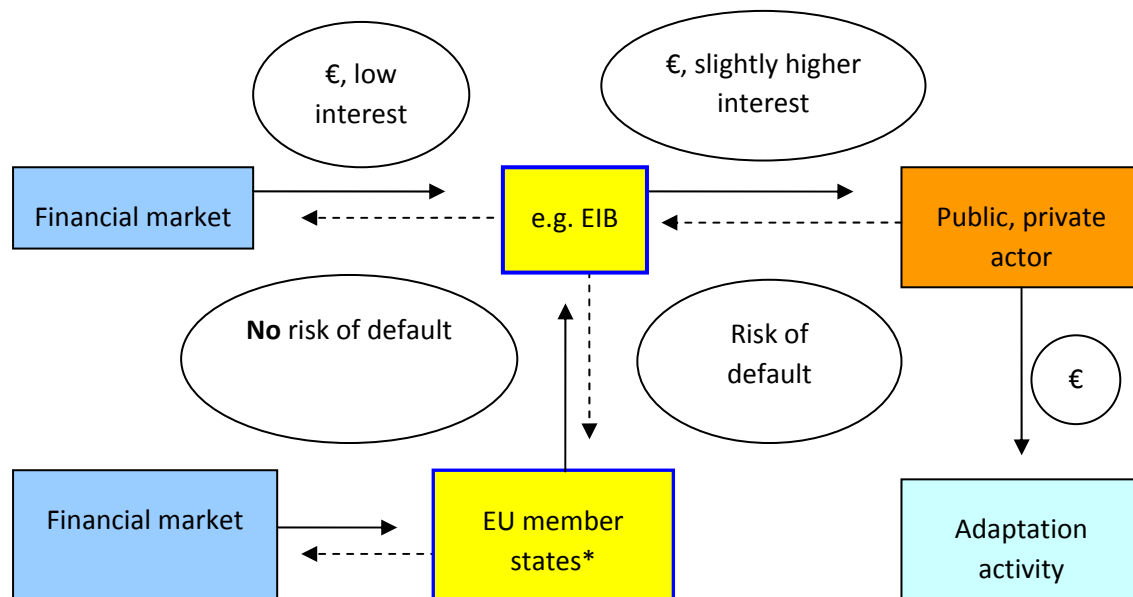 €, low
interest
€, slightly higher
interest
Financial market
e.g. EIB
Public, private
actor
No risk of default
Risk of
default
€
Financial market
EU member
states*
Adaptation
activity